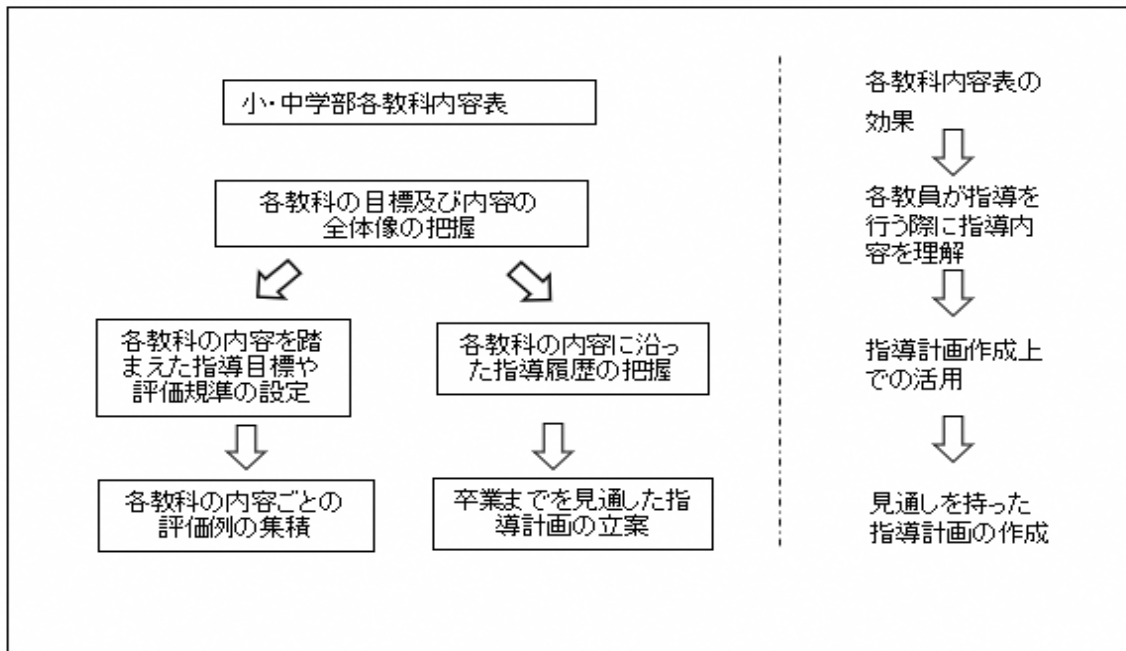 小・中学部各教科内容表
各教科の目標及び内容の
全体像の把握
各教科の内容を踏
まえた指導目標や
評価規準の設定
各教科の内容に沿っ
た指導履歴の把握
各教科の内容ごとの
評価例の集積
卒業までを見通した指
導計画の立案
各教科内容表の
効果
各教員が指導を
行う際に指導内
容を理解
指導計画作成上
での活用
見通しを持った
指導計画の作成